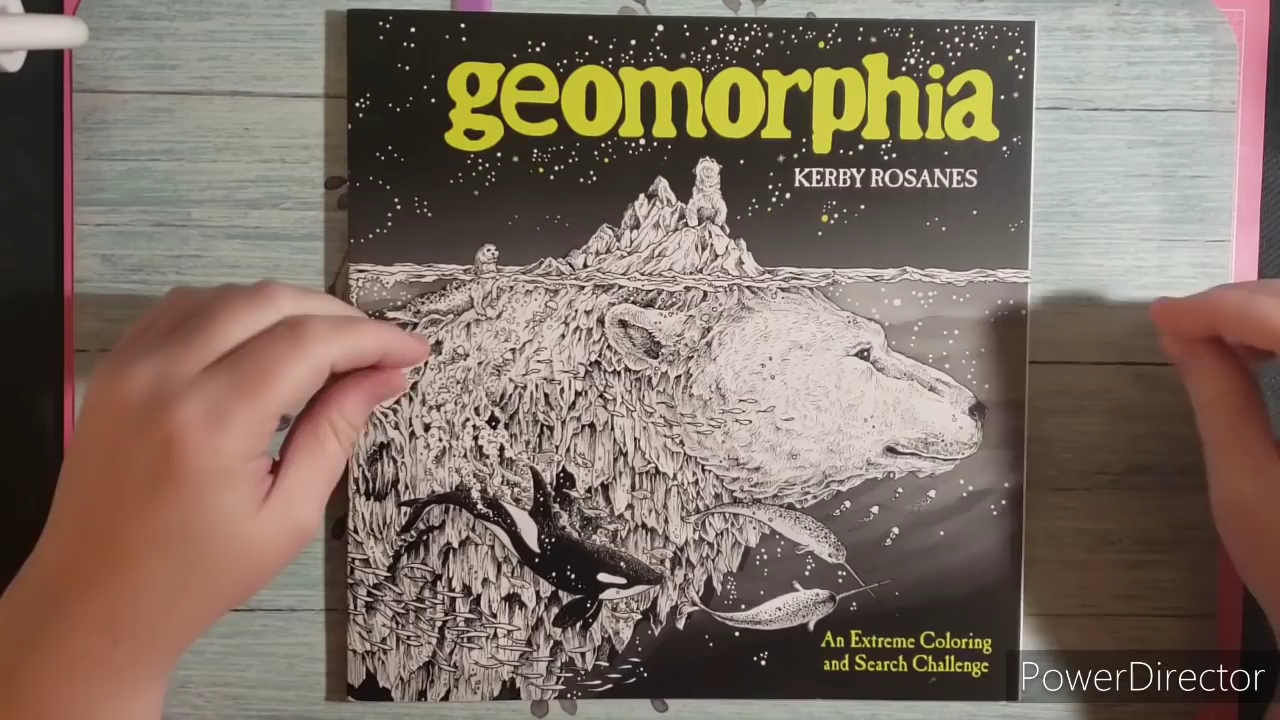 geomorphia
KERBY ROSANES
An Extreme Coloring
and Search Challenge
PowerDirector